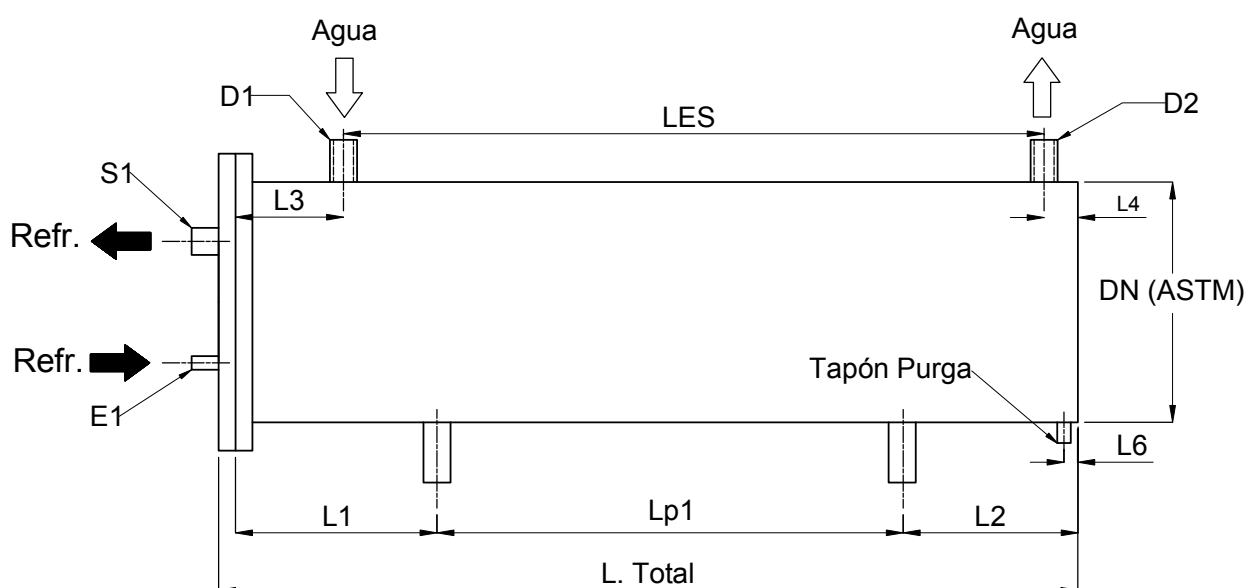 Agua
Agua
D1
LES
D2
S1
L3
L4
Refr.
DN (ASTM)
Refr.
Tapón Purga
E1
L6
L1
Lp1
L2
L. Total